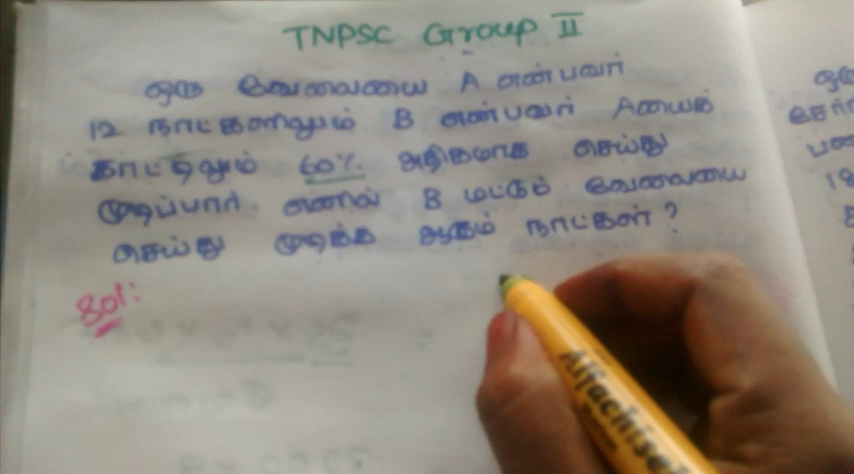 TNPSC Group II
ஒரு வேலையை A என்பவர்
12 நாட்களிலும் B என்பவர் Aயைக்
காட்டிலும் 60% அதிகமாக செய்து
முடிப்பார். எனில் B மட்டும் வேலையை
செய்து முடிக்க ஆகும் நாட்கள்?
Sol:
Alfachiser